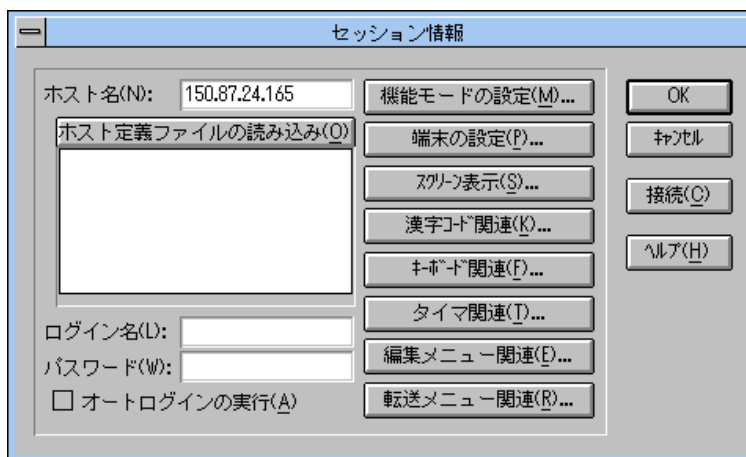 セッション情報
ホスト名(N): 150.87.24.165
ホスト定義ファイルの読み込み(O)
ログイン名(L):
パスワード(W):
オートログインの実行(A)
機能モードの設定(M)...
端末の設定(P)...
スクリーン表示(S)...
漢字コード関連(K)...
キーボード関連(F)...
タイマ関連(T)...
編集メニュー関連(E)...
転送メニュー関連(R)...
OK
キャンセル
接続(C)
ヘルプ(H)